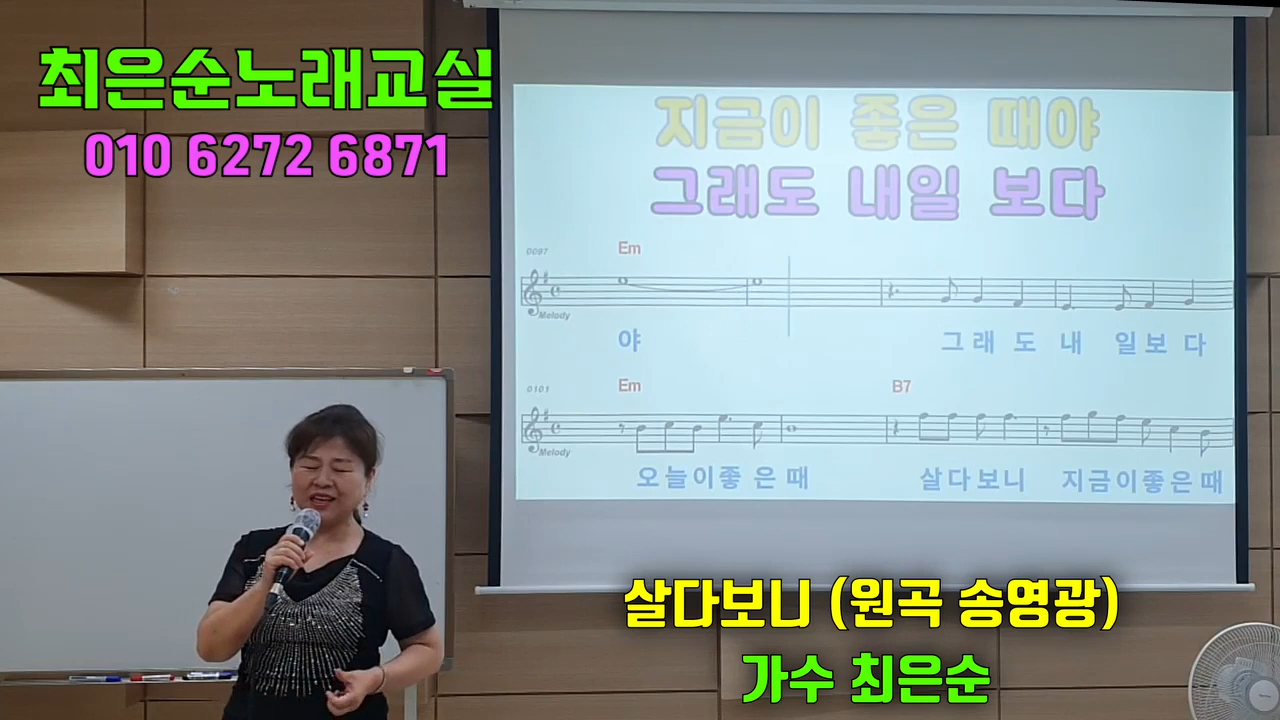 최은순노래교실
010 6272 6871
지금이 좋은 때야
그래도 내일 보다
0097
Em
Melody
야 그래도 내 일보다
0101
Em B7
Melody
오늘이좋은때 살다보니 지금이좋은때
살다보니 (원곡 송영광)
가수 최은순